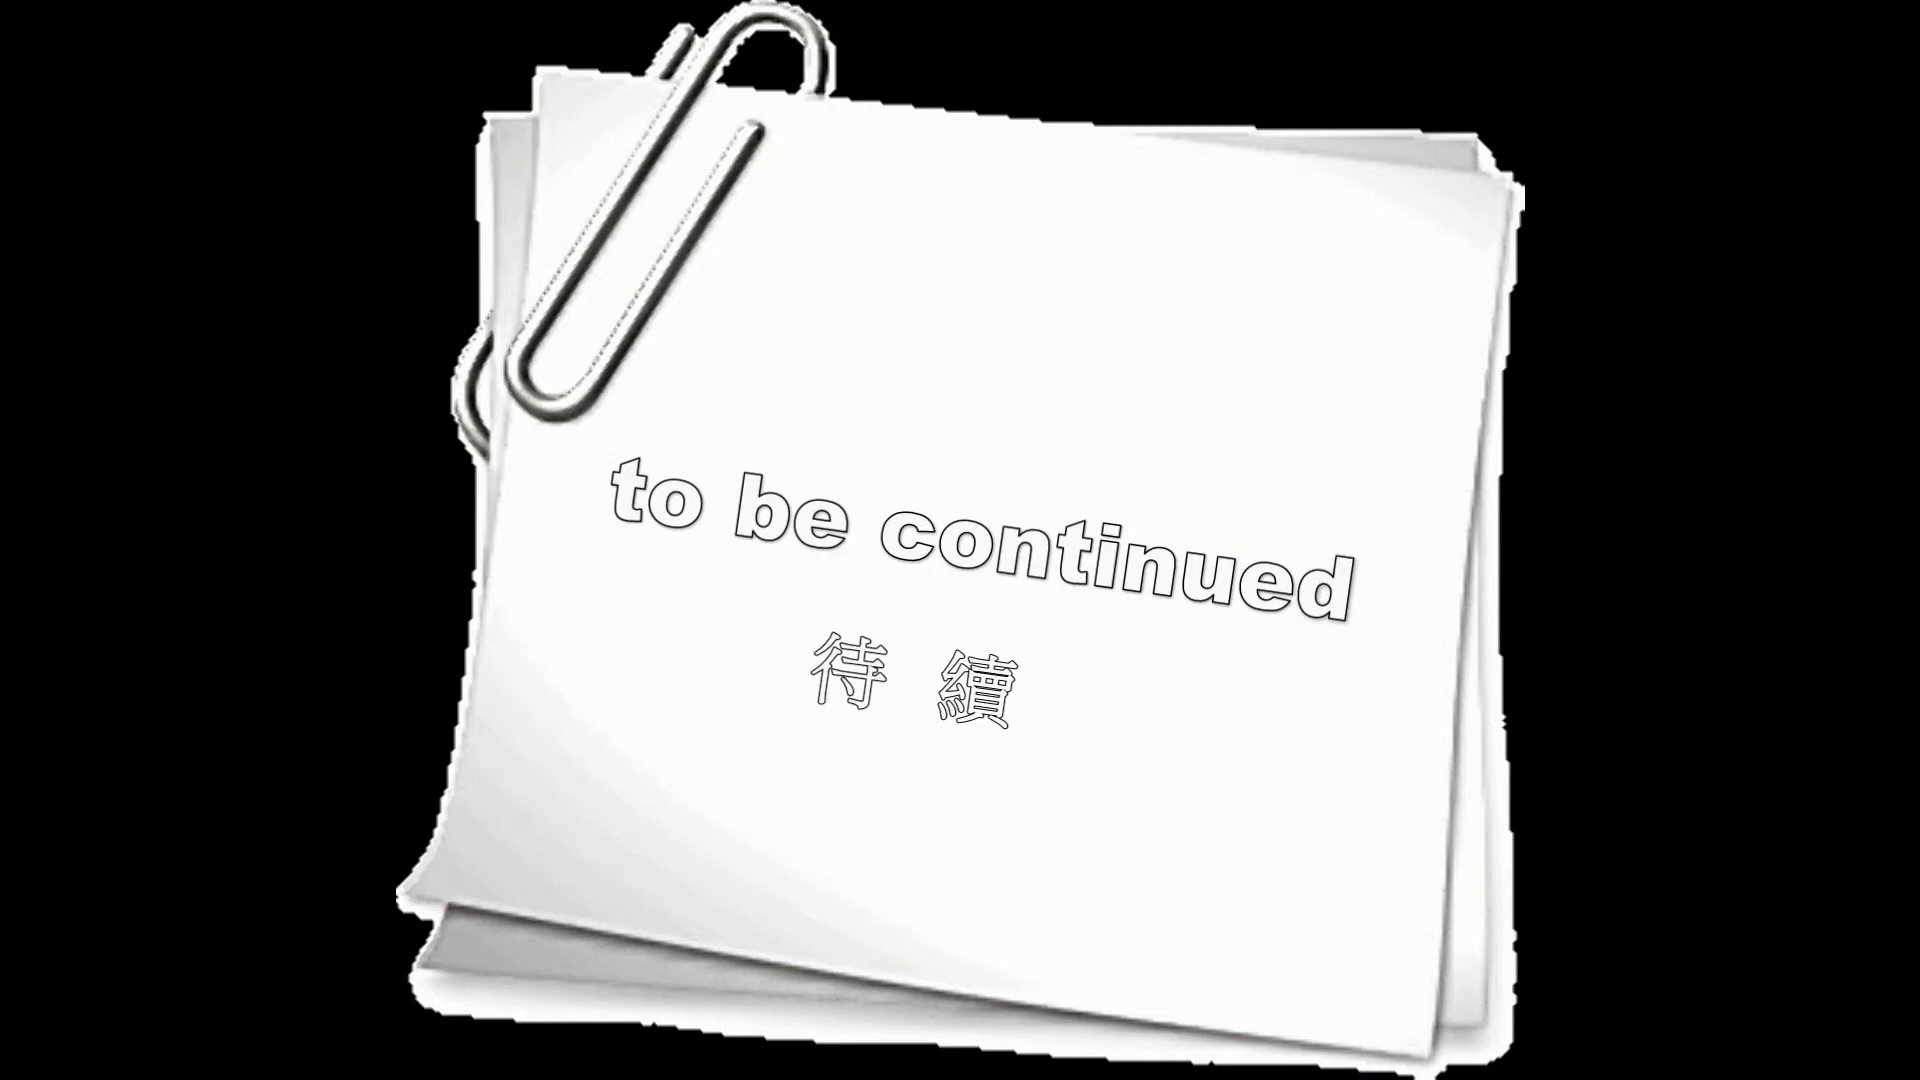 to be continued
待 續